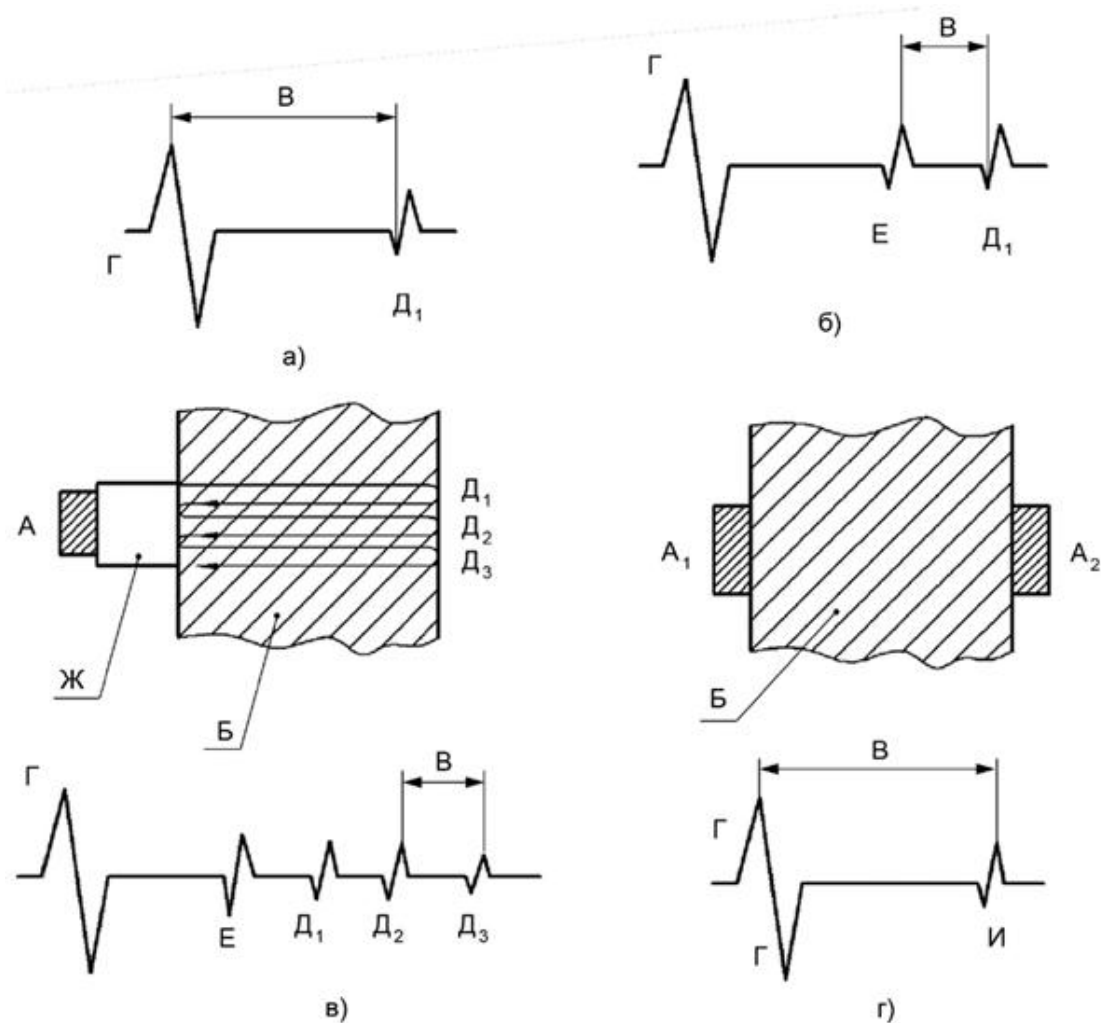 В
Г
Д₁
а)
В
Г
Е
Д₁
б)
А
Д₁
Д₂
Д₃
Ж
Б
Г
В
Е
Д₁
Д₂
Д₃
в)
А₁
А₂
Б
В
Г
Г
И
г)